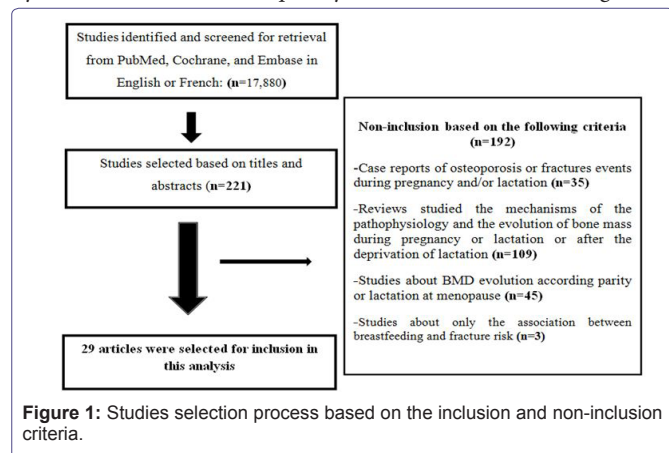 Studies identified and screened for retrieval
from PubMed, Cochrane, and Embase in
English or French: (n=17,880)
Studies selected based on titles and
abstracts (n=221)
Non-inclusion based on the following criteria
(n=192)
-Case reports of osteoporosis or fractures events
during pregnancy and/or lactation (n=35)
-Reviews studied the mechanisms of the
pathophysiology and the evolution of bone mass
during pregnancy or lactation or after the
deprivation of lactation (n=109)
-Studies about BMD evolution according parity
or lactation at menopause (n=45)
-Studies about only the association between
breastfeeding and fracture risk (n=3)
29 articles were selected for inclusion in
this analysis
Figure 1: Studies selection process based on the inclusion and non-inclusion
criteria.